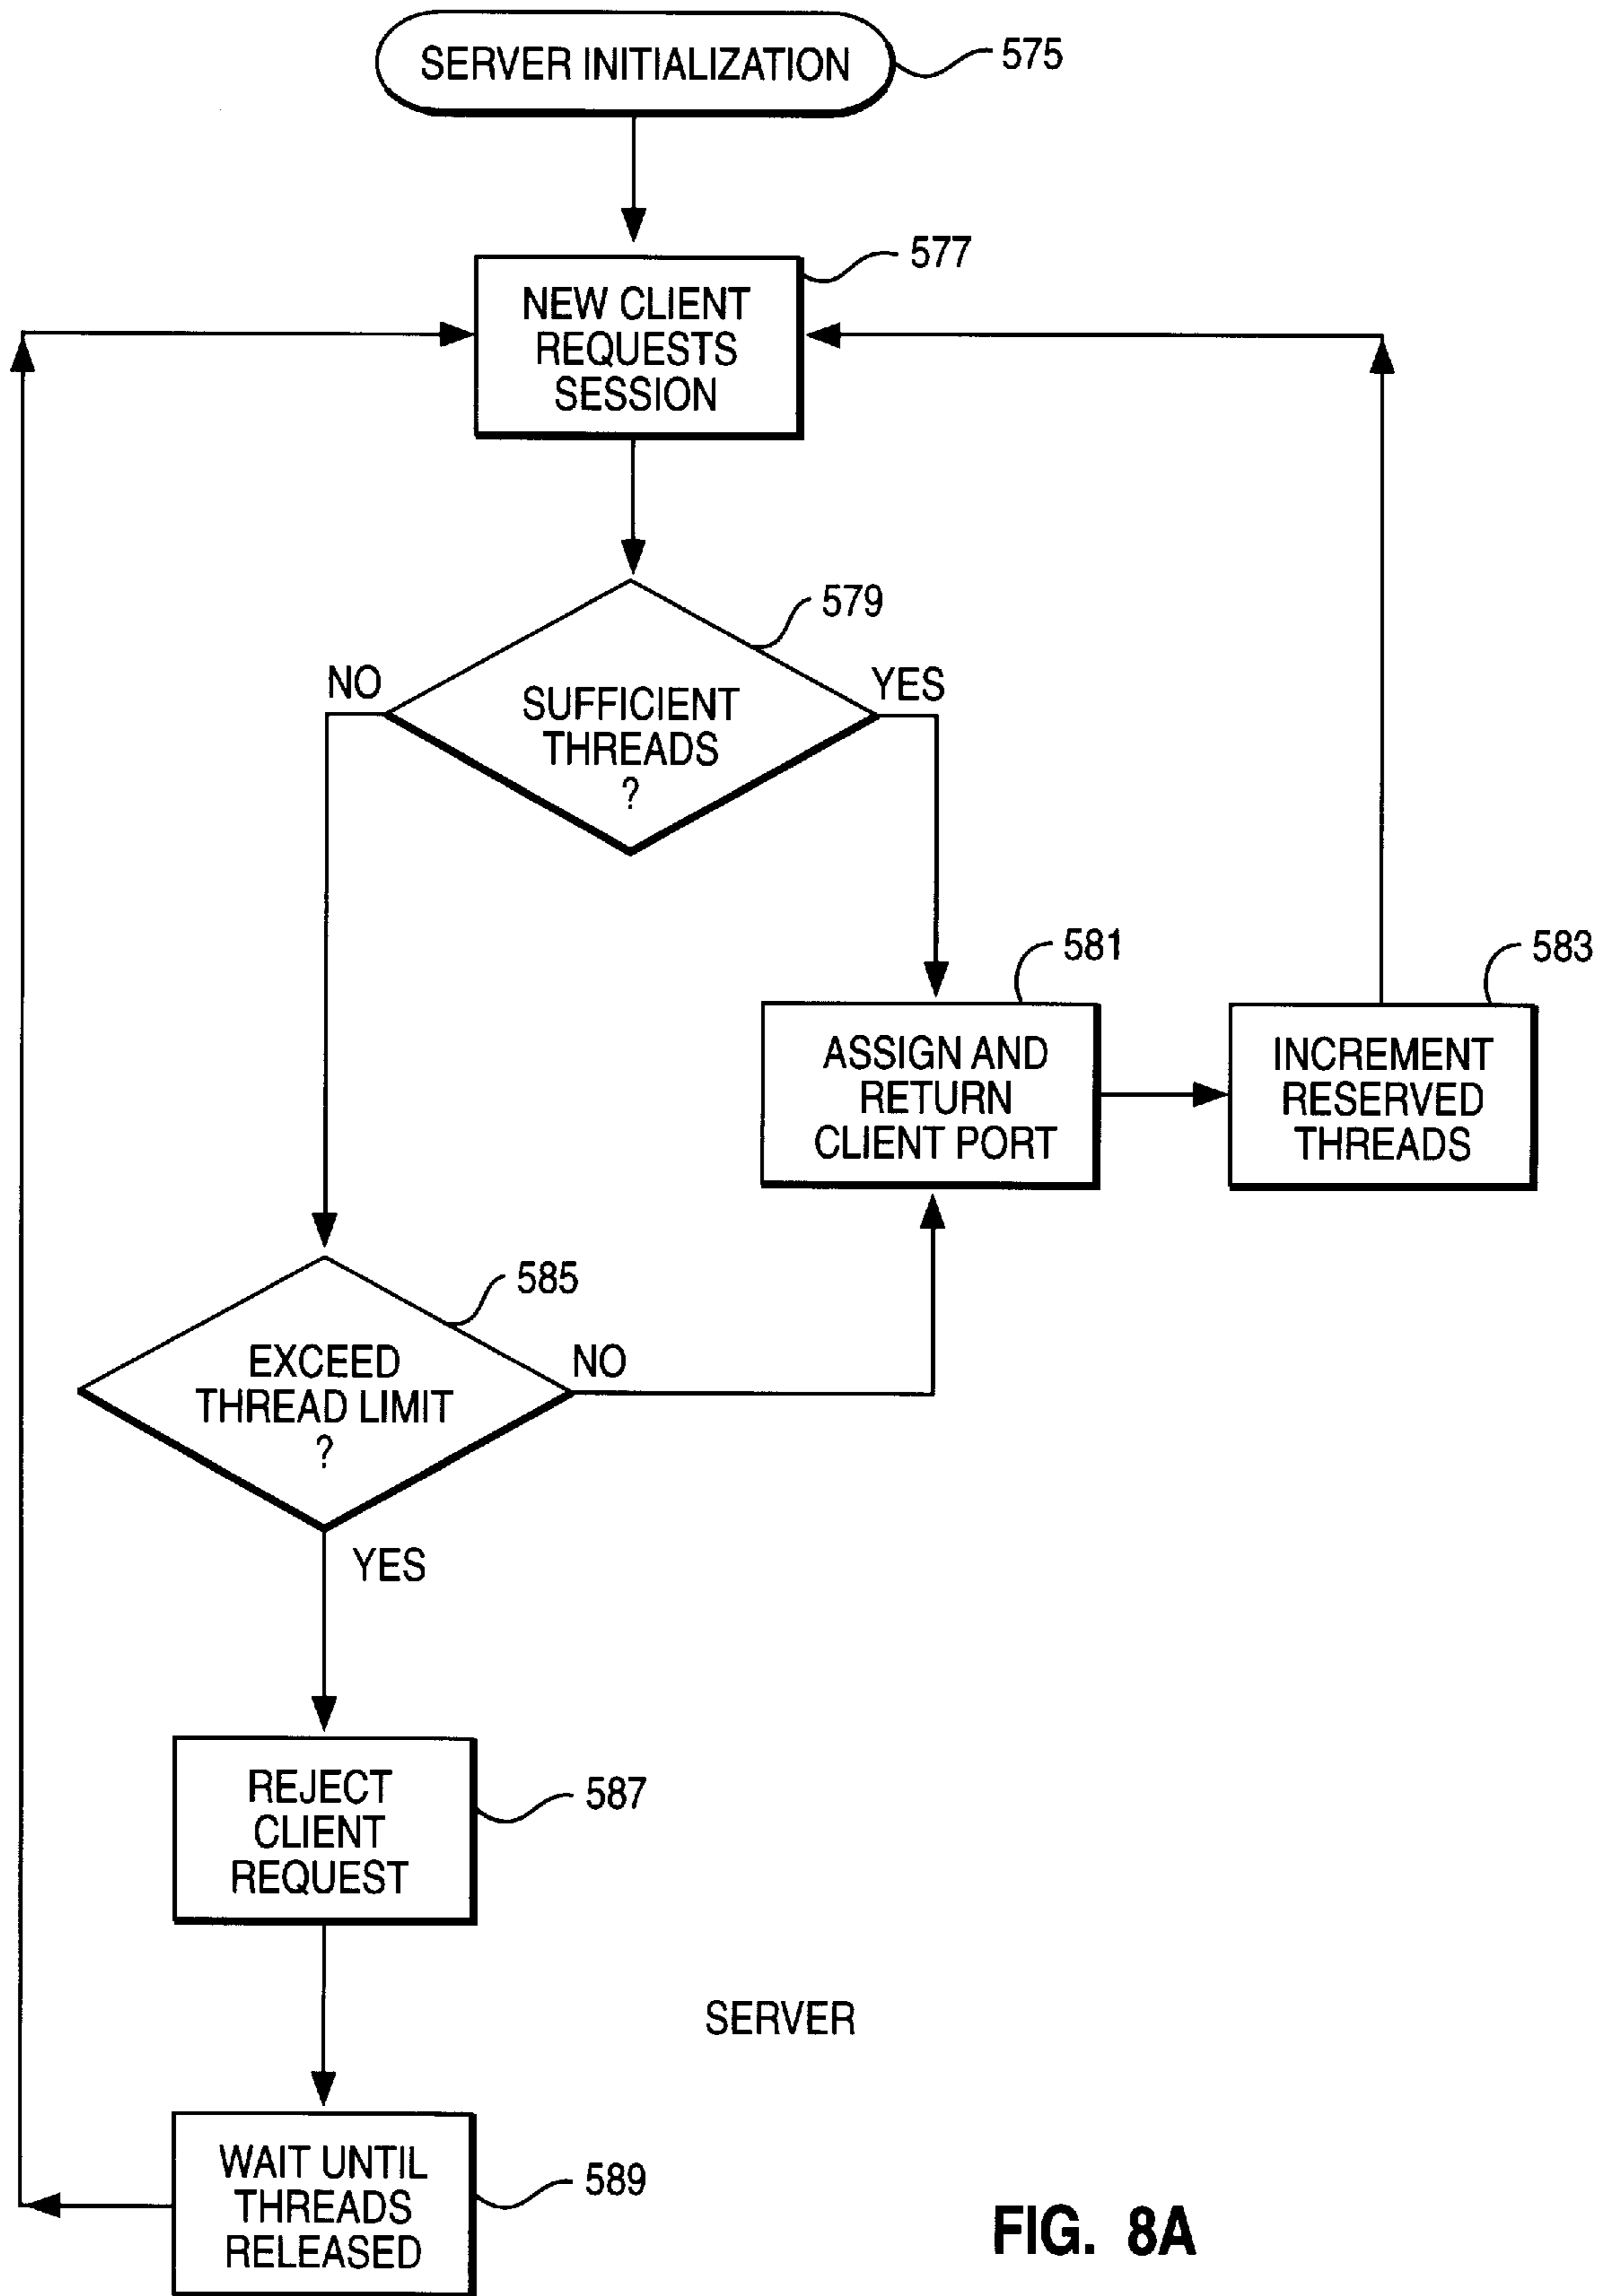 SERVER INITIALIZATION
575
577
NEW CLIENT
REQUESTS
SESSION
579
NO
YES
SUFFICIENT
THREADS
?
581
583
ASSIGN AND
RETURN
CLIENT PORT
INCREMENT
RESERVED
THREADS
585
EXCEED
THREAD LIMIT
?
NO
YES
REJECT
CLIENT
REQUEST
587
SERVER
WAIT UNTIL
THREADS
RELEASED
589
FIG. 8A